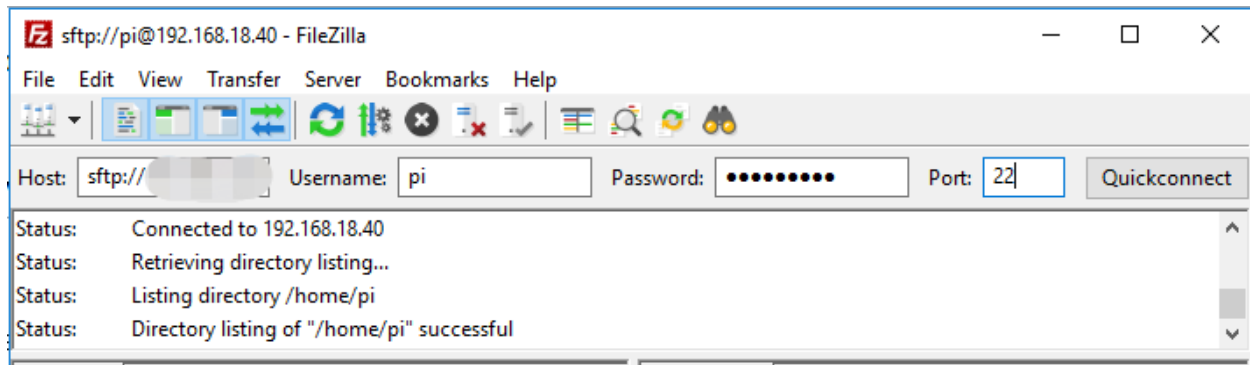 sftp://pi@192.168.18.40 - FileZilla
File Edit View Transfer Server Bookmarks Help
Host: sftp:// Username: pi Password: ●●●●●●●●● Port: 22 Quickconnect
Status: Connected to 192.168.18.40
Status: Retrieving directory listing...
Status: Listing directory /home/pi
Status: Directory listing of "/home/pi" successful